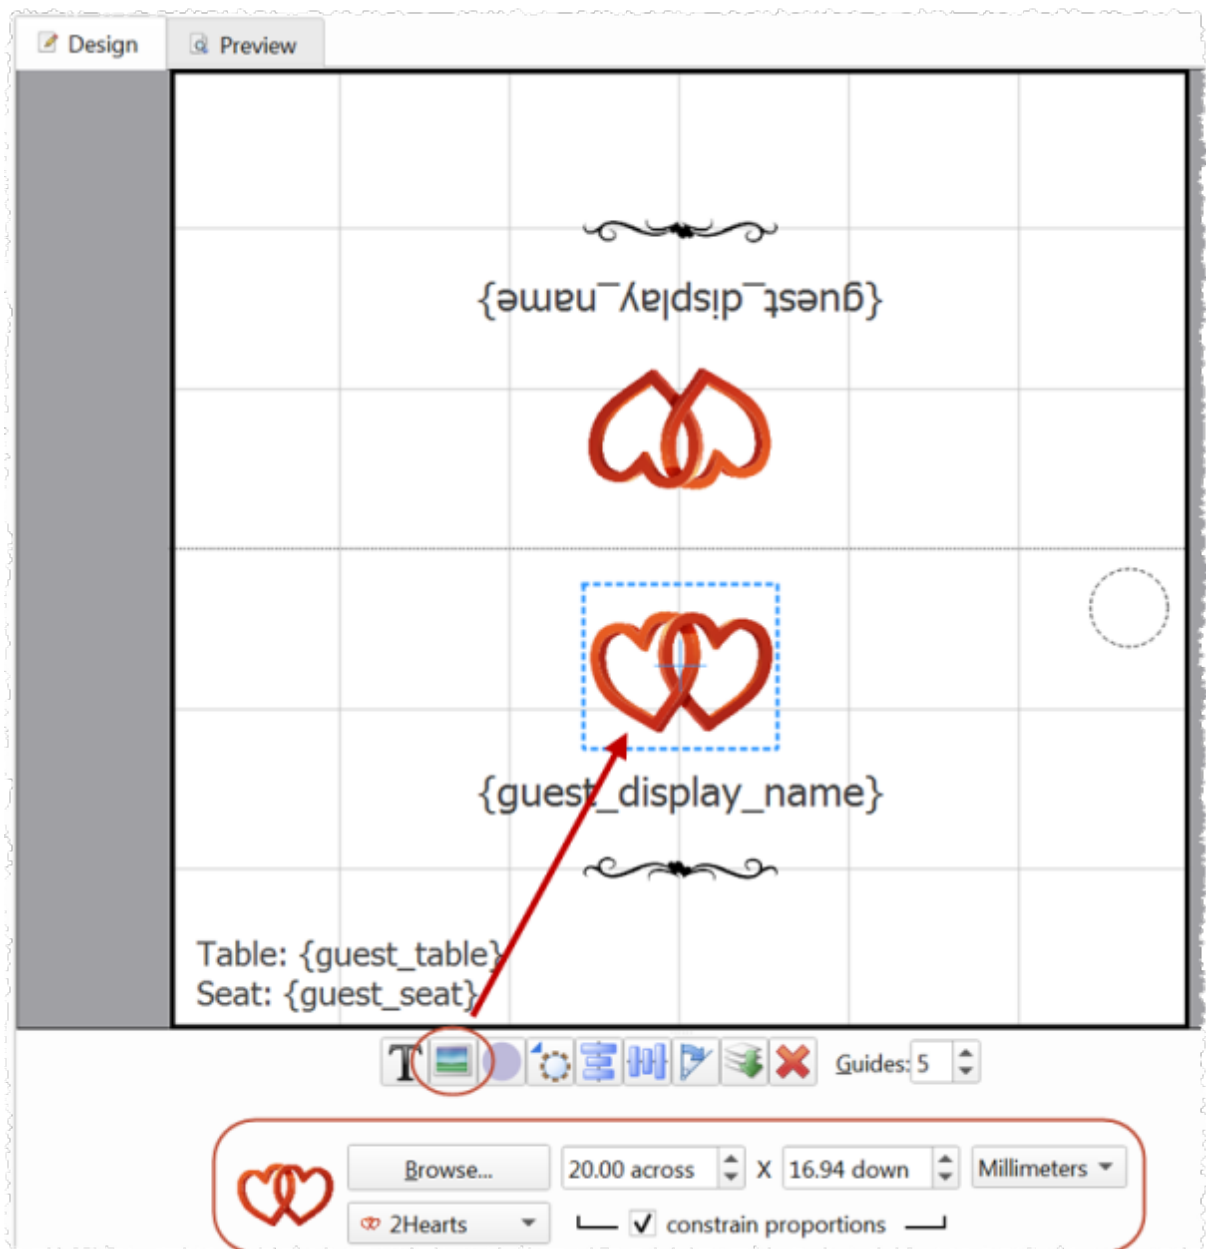 Design Preview
{guest_display_name}
{guest_display_name}
Table: {guest_table}
Seat: {guest_seat}
T Guides: 5
Browse... 20.00 across X 16.94 down Millimeters
2Hearts constrain proportions